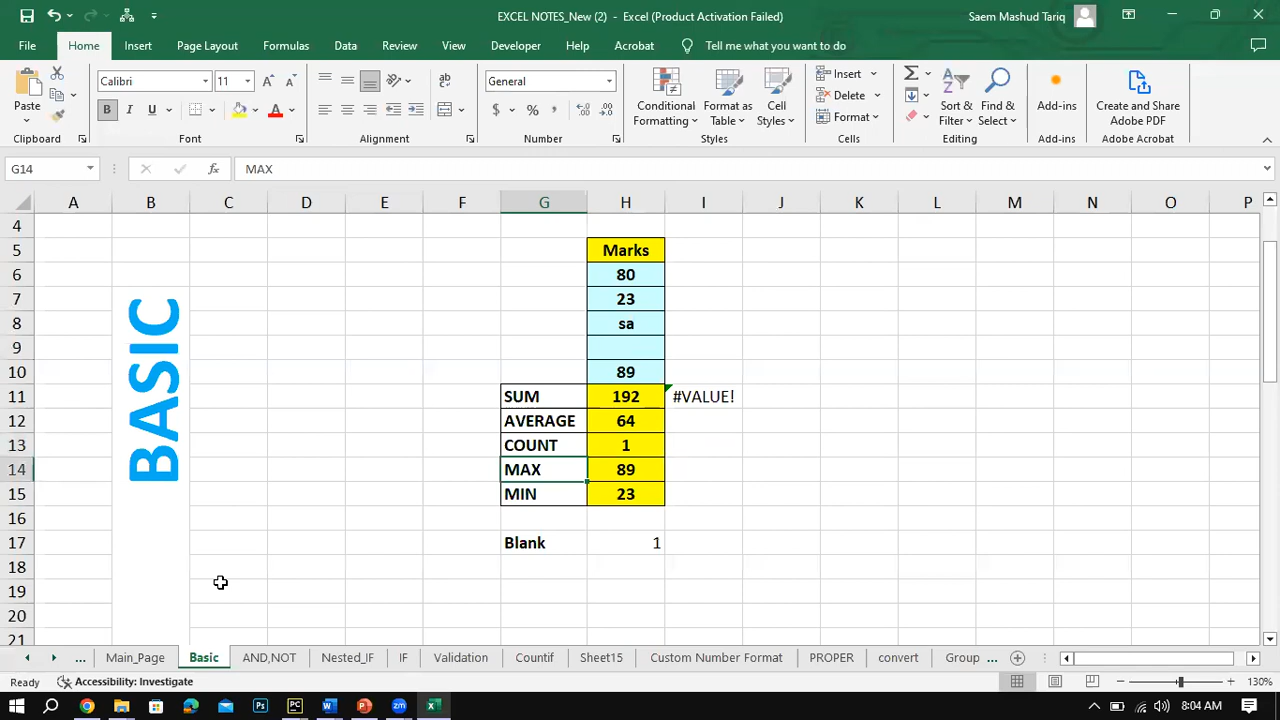 EXCEL NOTES_New (2) - Excel (Product Activation Failed)
Saem Mashud Tariq
File Home Insert Page Layout Formulas Data Review View Developer Help Acrobat Tell me what you want to do
Paste
Calibri 11
General
Conditional Formatting
Format as Table
Cell Styles
Insert
Delete
Format
Sort & Filter
Find & Select
Add-ins
Create and Share Adobe PDF
Clipboard Font Alignment Number Styles Cells Editing Add-ins Adobe Acrobat
G14 fx MAX
A B C D E F G H I J K L M N O P
4
5 Marks
6 80
7 23
8 sa
9
10 89
11 SUM 192 #VALUE!
12 AVERAGE 64
13 COUNT 1
14 MAX 89
15 MIN 23
16
17 Blank 1
18
19
20
21
BASIC
... Main_Page Basic AND,NOT Nested_IF IF Validation Countif Sheet15 Custom Number Format PROPER convert Group ...
Ready Accessibility: Investigate 130%
8:04 AM